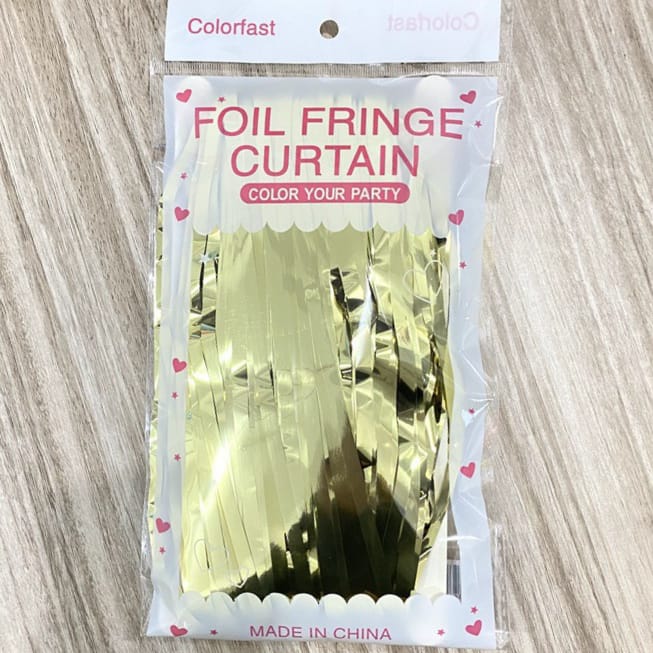 Colorfast
Colorfast
FOIL FRINGE
CURTAIN
COLOR YOUR PARTY
MADE IN CHINA